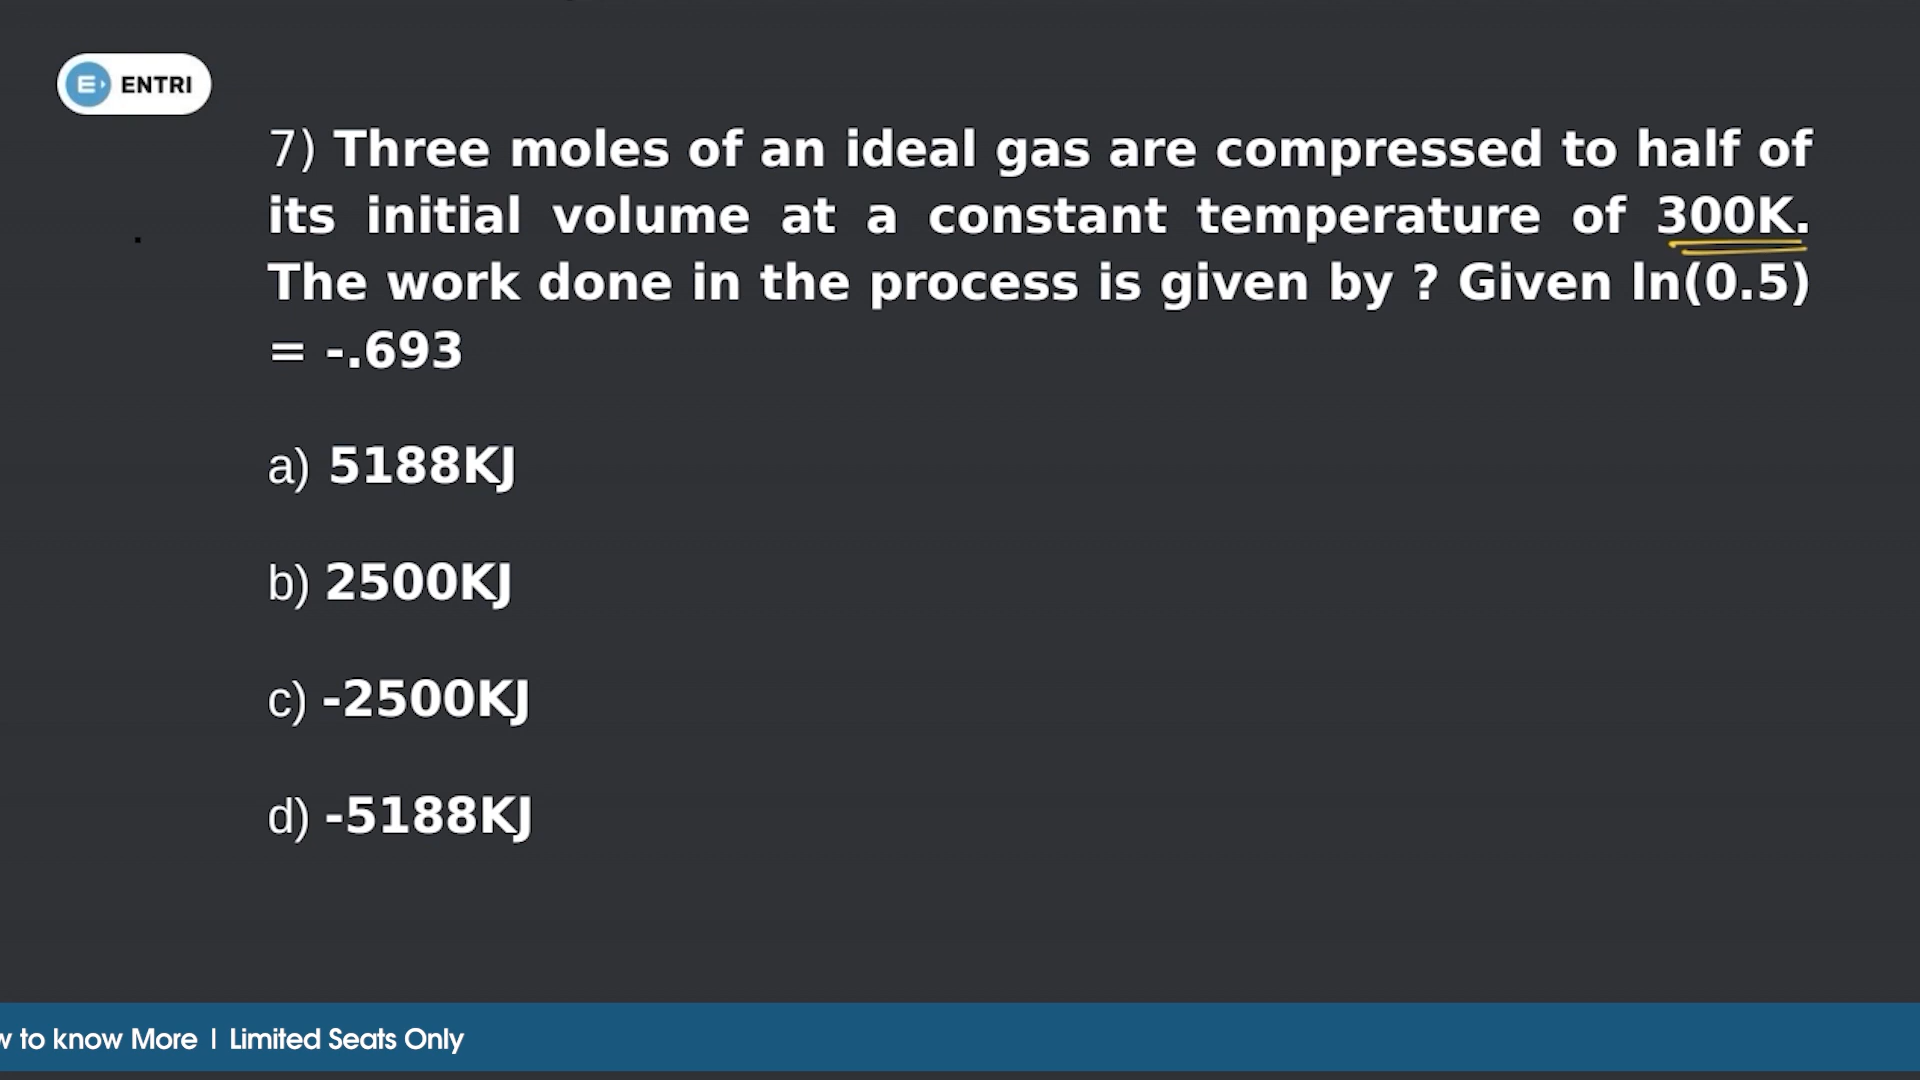 ENTRI
7) Three moles of an ideal gas are compressed to half of
its initial volume at a constant temperature of 300K.
The work done in the process is given by ? Given ln(0.5)
= -.693
a) 5188KJ
b) 2500KJ
c) -2500KJ
d) -5188KJ
to know More | Limited Seats Only